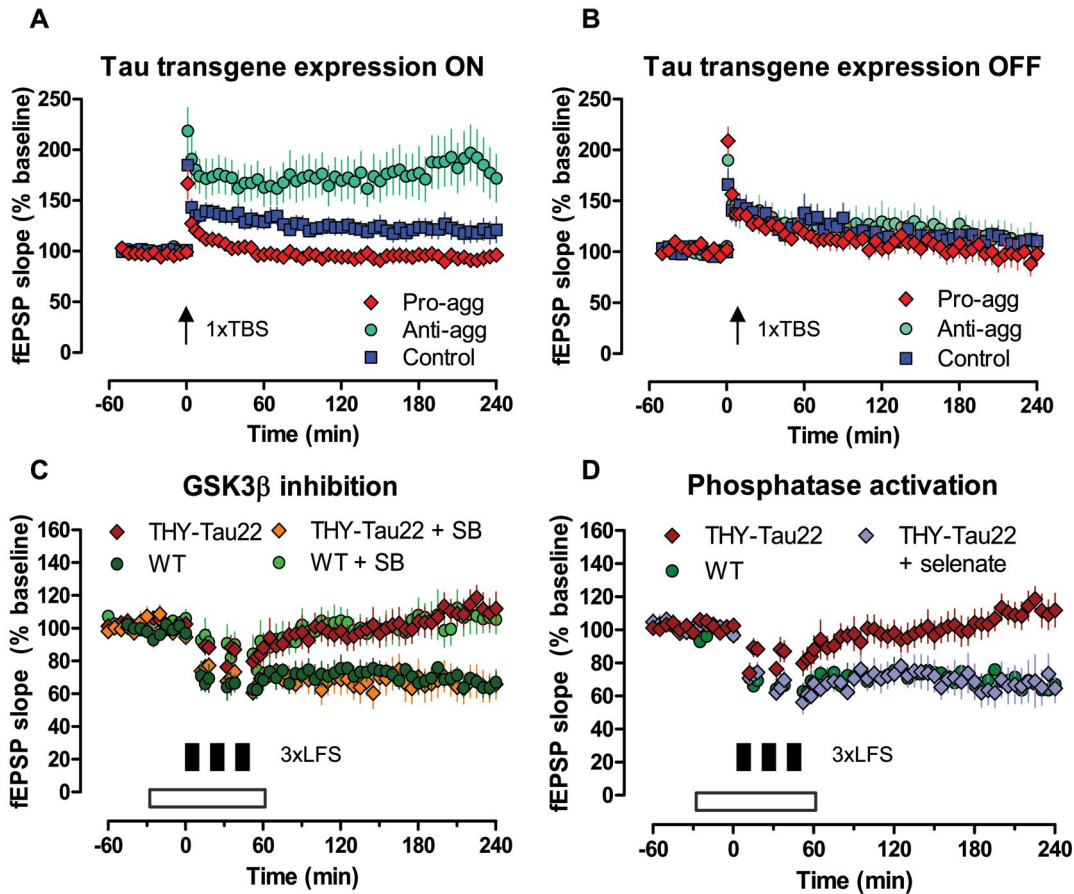 A
Tau transgene expression ON
fEPSP slope (% baseline)
250
200
150
100
50
0
1xTBS
Pro-agg
Anti-agg
Control
-60
0
60
120
180
240
Time (min)
B
Tau transgene expression OFF
fEPSP slope (% baseline)
250
200
150
100
50
0
1xTBS
Pro-agg
Anti-agg
Control
-60
0
60
120
180
240
Time (min)
C
GSK3β inhibition
fEPSP slope (% baseline)
160
140
120
100
80
60
40
20
0
THY-Tau22
THY-Tau22 + SB
WT
WT + SB
3xLFS
-60
0
60
120
180
240
Time (min)
D
Phosphatase activation
fEPSP slope (% baseline)
160
140
120
100
80
60
40
20
0
THY-Tau22
WT
THY-Tau22
+ selenate
3xLFS
-60
0
60
120
180
240
Time (min)